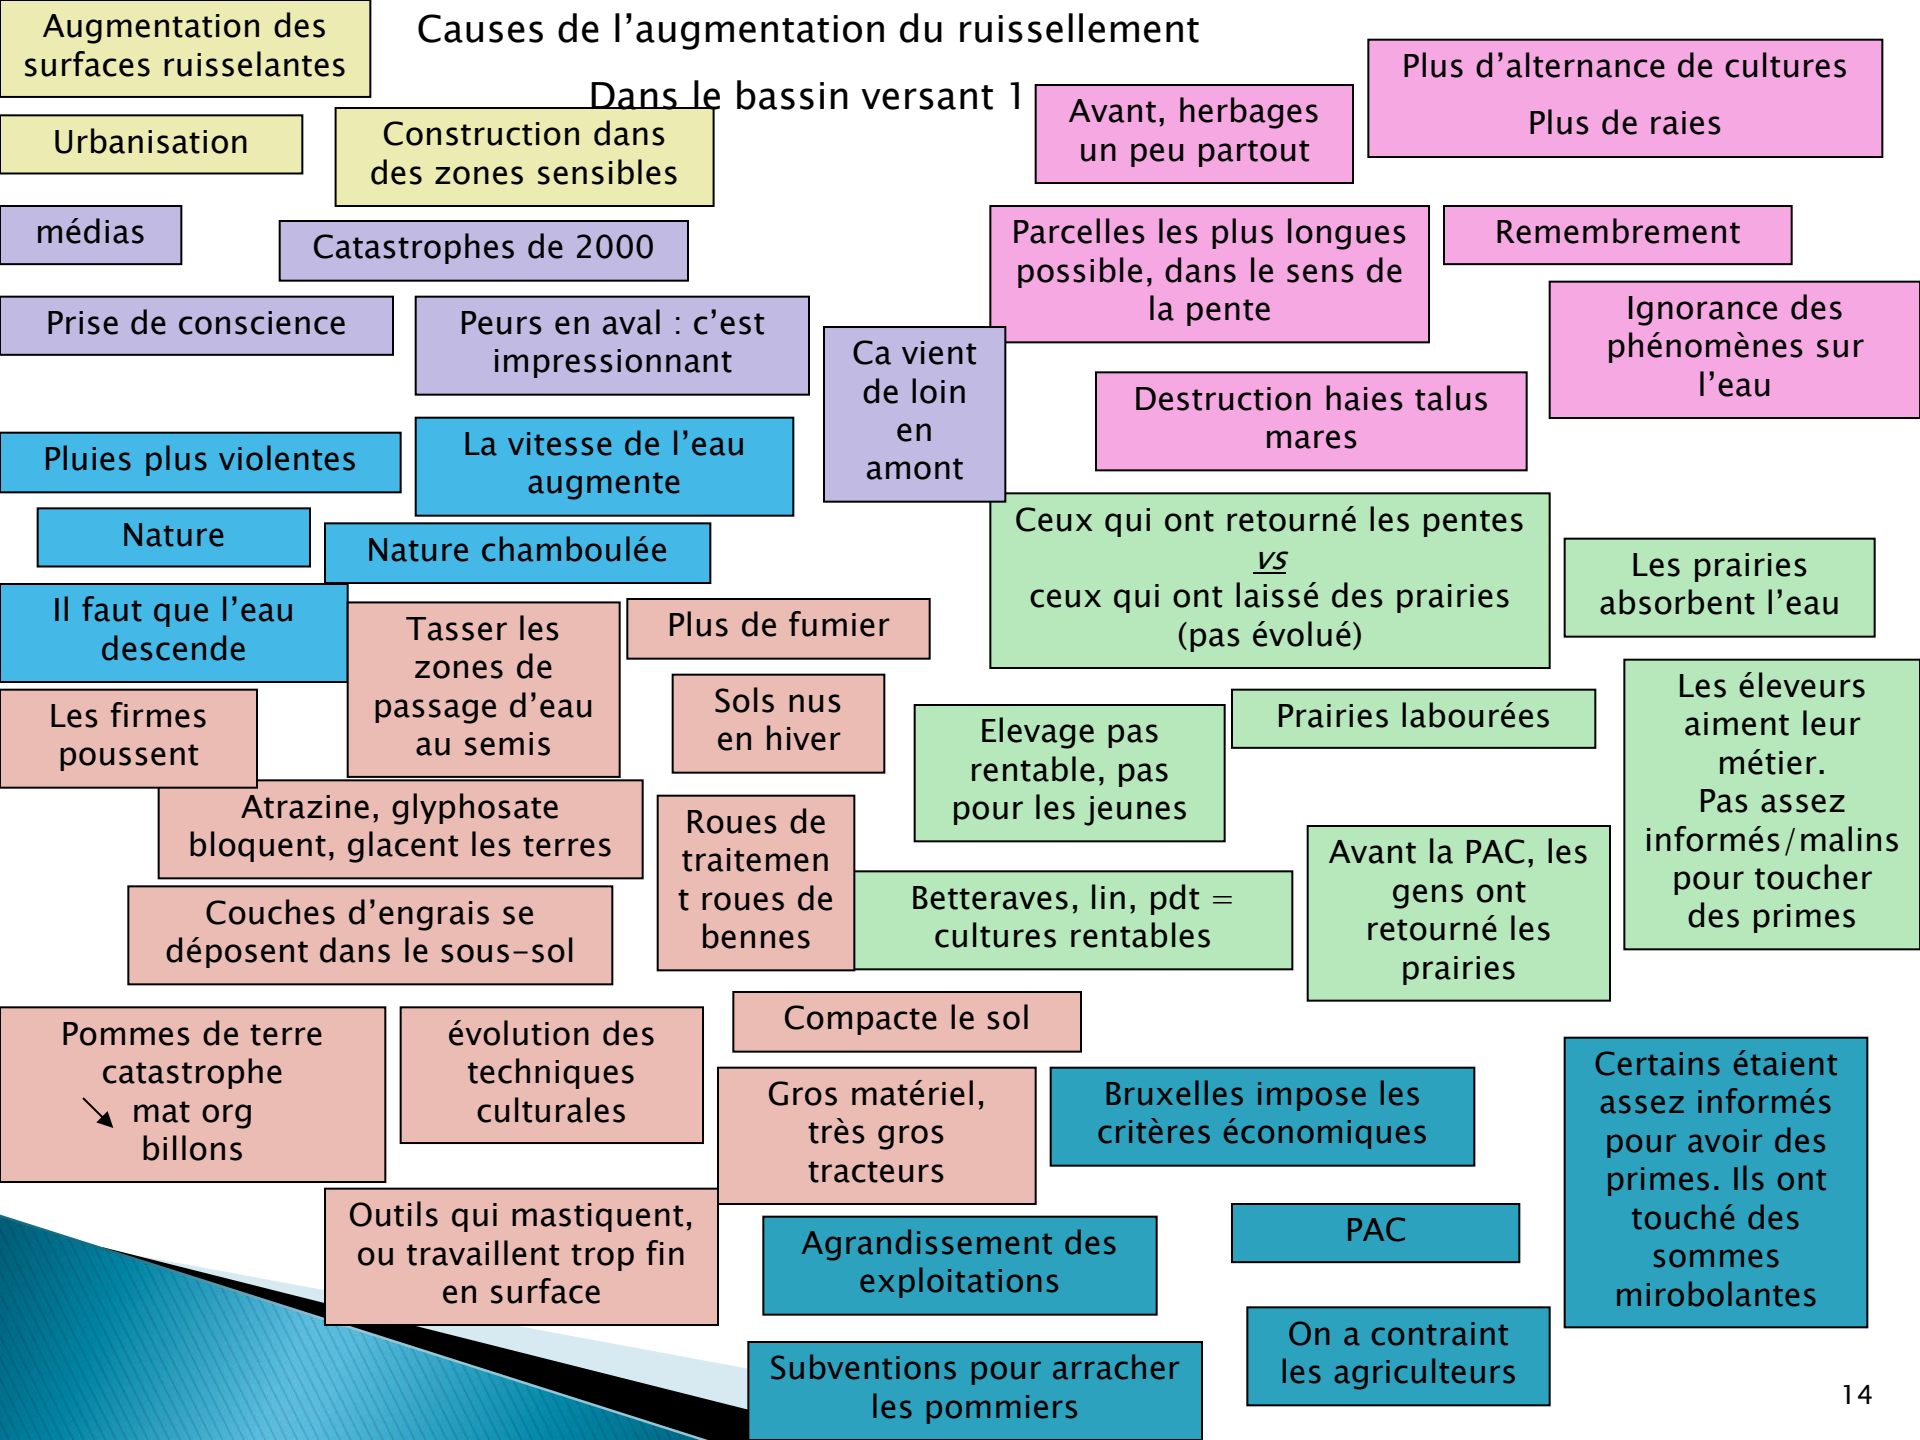 Augmentation des
surfaces ruisselantes
Causes de l’augmentation du ruissellement
Dans le bassin versant 1
Urbanisation
Construction dans
des zones sensibles
médias
Catastrophes de 2000
Prise de conscience
Peurs en aval : c’est
impressionnant
Ca vient
de loin
en
amont
Avant, herbages
un peu partout
Plus d’alternance de cultures
Plus de raies
Parcelles les plus longues
possible, dans le sens de
la pente
Remembrement
Ignorance des
phénomènes sur
l’eau
Destruction haies talus
mares
Pluies plus violentes
La vitesse de l’eau
augmente
Nature
Nature chamboulée
Il faut que l’eau
descende
Ceux qui ont retourné les pentes
vs
ceux qui ont laissé des prairies
(pas évolué)
Les prairies
absorbent l’eau
Tasser les
zones de
passage d’eau
au semis
Plus de fumier
Sols nus
en hiver
Les firmes
poussent
Atrazine, glyphosate
bloquent, glacent les terres
Roues de
traitemen
t roues de
bennes
Couches d’engrais se
déposent dans le sous-sol
Elevage pas
rentable, pas
pour les jeunes
Prairies labourées
Les éleveurs
aiment leur
métier.
Pas assez
informés/malins
pour toucher
des primes
Betteraves, lin, pdt =
cultures rentables
Avant la PAC, les
gens ont
retourné les
prairies
Pommes de terre
catastrophe
mat org
billons
évolution des
techniques
culturales
Compacte le sol
Gros matériel,
très gros
tracteurs
Outils qui mastiquent,
ou travaillent trop fin
en surface
Bruxelles impose les
critères économiques
Certains étaient
assez informés
pour avoir des
primes. Ils ont
touché des
sommes
mirobolantes
Agrandissement des
exploitations
PAC
Subventions pour arracher
les pommiers
On a contraint
les agriculteurs
14